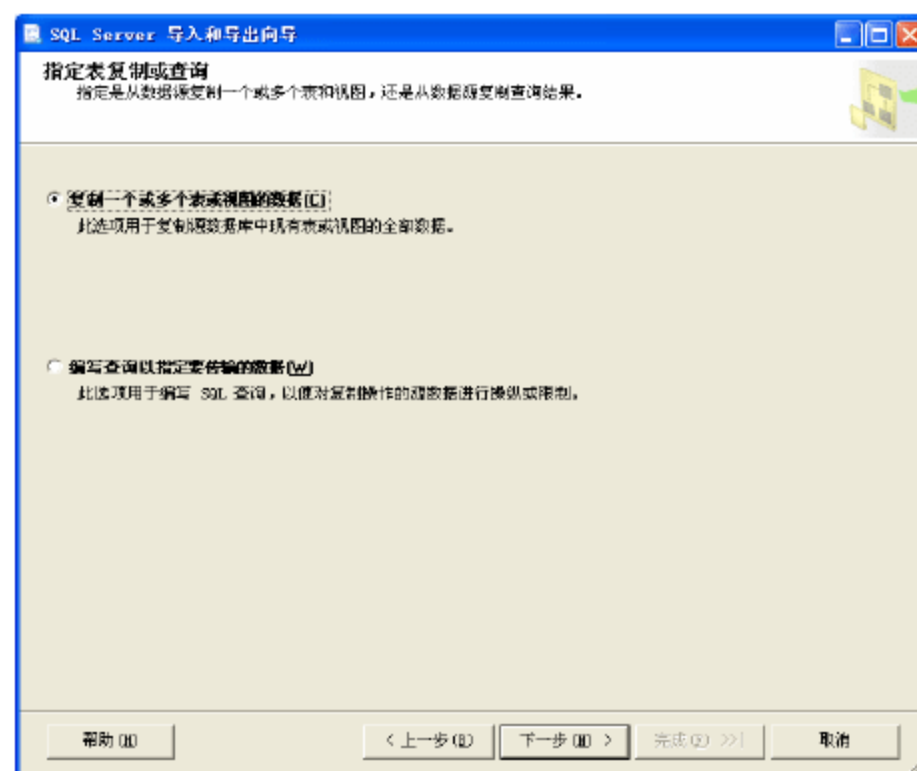 SQL Server 导入和导出向导
指定表复制或查询
指定是从数据源复制一个或多个表和视图，还是从数据源复制查询结果。
复制一个或多个表或视图的数据(C)
此选项用于复制源数据库中现有表或视图的全部数据。
编写查询以指定要传输的数据(W)
此选项用于编写 SQL 查询，以便对复制操作的源数据进行操纵或限制。
帮助(H)
< 上一步(B)
下一步(N) >
完成(F) >>|
取消